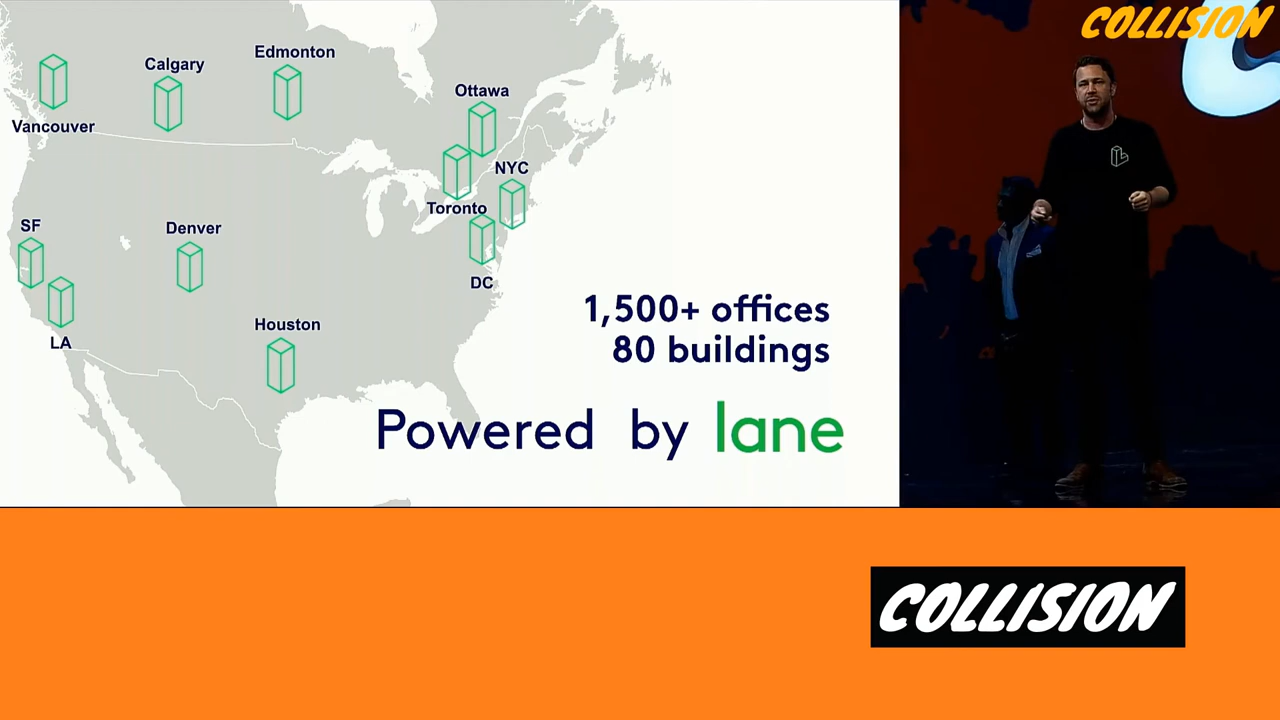 COLLISION
Edmonton
Calgary
Ottawa
Vancouver
NYC
Toronto
SF
Denver
DC
1,500+ offices
Houston
LA
80 buildings
Powered by lane
COLLISION